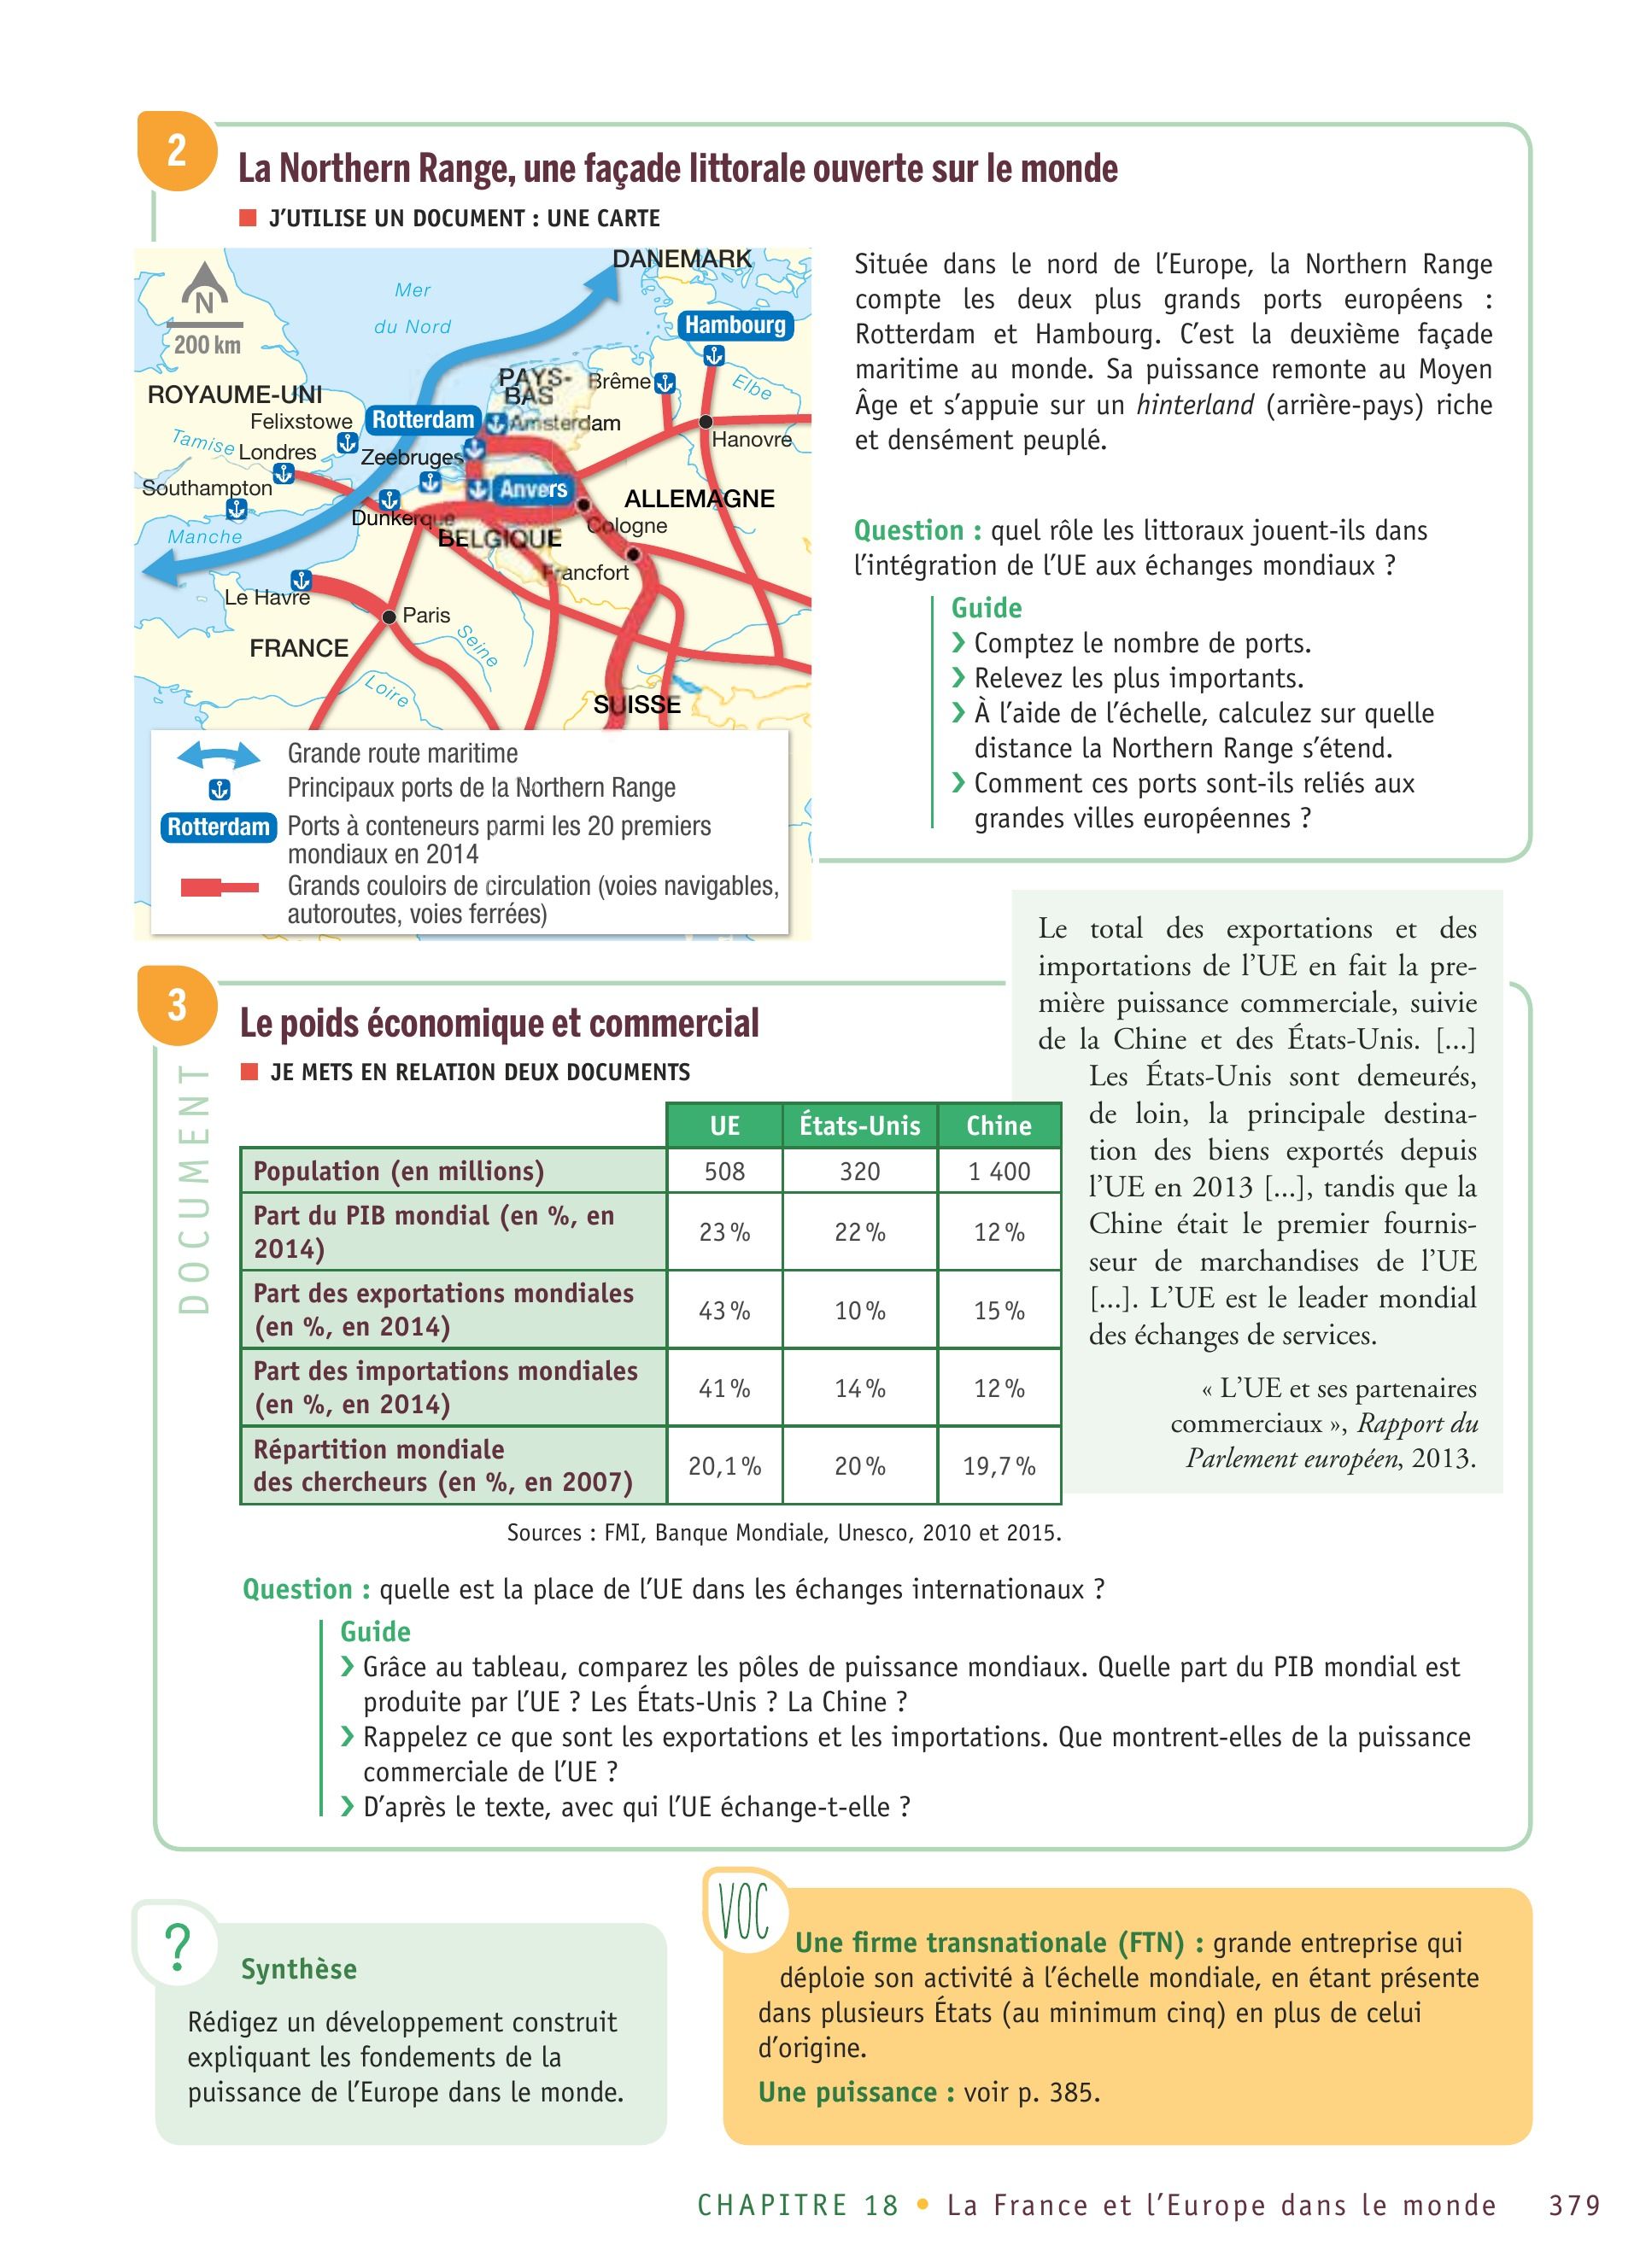 2
La Northern Range, une façade littorale ouverte sur le monde
J'UTILISE UN DOCUMENT : UNE CARTE
N
200 km
Mer
du Nord
DANEMARK
Hambourg
Elbe
ROYAUME-UNI
Felixstowe
Rotterdam
PAYS-
BAS
Brême
Amsterdam
Hanovre
Tamise
Londres
Zeebruges
Southampton
Anvers
ALLEMAGNE
Dunkerque
Cologne
Manche
BELGIQUE
Francfort
Le Havre
Paris
Seine
FRANCE
Loire
SUISSE
Grande route maritime
Principaux ports de la Northern Range
Rotterdam
Ports à conteneurs parmi les 20 premiers
mondiaux en 2014
Grands couloirs de circulation (voies navigables,
autoroutes, voies ferrées)
Située dans le nord de l'Europe, la Northern Range
compte les deux plus grands ports européens :
Rotterdam et Hambourg. C'est la deuxième façade
maritime au monde. Sa puissance remonte au Moyen
Âge et s'appuie sur un hinterland (arrière-pays) riche
et densément peuplé.
Question : quel rôle les littoraux jouent-ils dans
l'intégration de l'UE aux échanges mondiaux ?
Guide
❯ Comptez le nombre de ports.
❯ Relevez les plus importants.
❯ À l'aide de l'échelle, calculez sur quelle
distance la Northern Range s'étend.
❯ Comment ces ports sont-ils reliés aux
grandes villes européennes ?
DOCUMENT
3
Le poids économique et commercial
JE METS EN RELATION DEUX DOCUMENTS
UE États-Unis Chine
Population (en millions) 508 320 1 400
Part du PIB mondial (en %, en
2014) 23 % 22 % 12 %
Part des exportations mondiales
(en %, en 2014) 43 % 10 % 15 %
Part des importations mondiales
(en %, en 2014) 41 % 14 % 12 %
Répartition mondiale
des chercheurs (en %, en 2007) 20,1 % 20 % 19,7 %
Sources : FMI, Banque Mondiale, Unesco, 2010 et 2015.
Le total des exportations et des
importations de l'UE en fait la pre-
mière puissance commerciale, suivie
de la Chine et des États-Unis. [...]
Les États-Unis sont demeurés,
de loin, la principale destina-
tion des biens exportés depuis
l'UE en 2013 [...], tandis que la
Chine était le premier fournis-
seur de marchandises de l'UE
[...]. L'UE est le leader mondial
des échanges de services.
« L'UE et ses partenaires
commerciaux », Rapport du
Parlement européen, 2013.
Question : quelle est la place de l'UE dans les échanges internationaux ?
Guide
❯ Grâce au tableau, comparez les pôles de puissance mondiaux. Quelle part du PIB mondial est
produite par l'UE ? Les États-Unis ? La Chine ?
❯ Rappelez ce que sont les exportations et les importations. Que montrent-elles de la puissance
commerciale de l'UE ?
❯ D'après le texte, avec qui l'UE échange-t-elle ?
?
Synthèse
Rédigez un développement construit
expliquant les fondements de la
puissance de l'Europe dans le monde.
VOC
Une firme transnationale (FTN) : grande entreprise qui
déploie son activité à l'échelle mondiale, en étant présente
dans plusieurs États (au minimum cinq) en plus de celui
d'origine.
Une puissance : voir p. 385.
CHAPITRE 18 • La France et l'Europe dans le monde 379